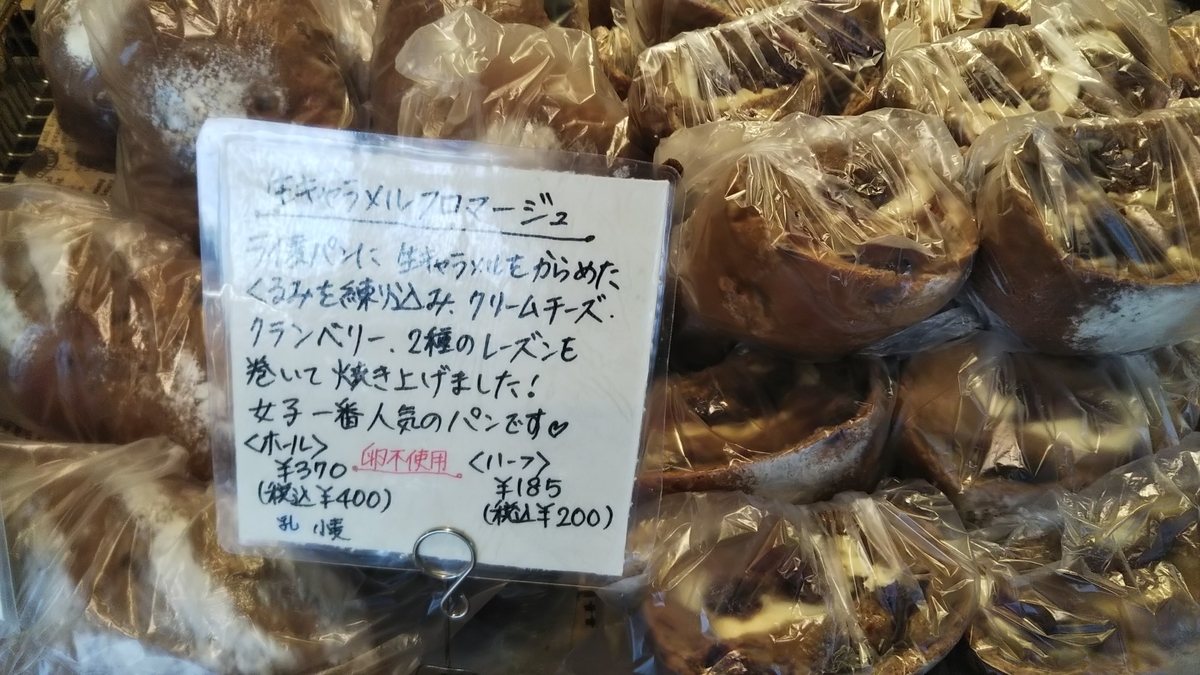 生キャラメルフロマージュ
ライ麦パンに 生キャラメルをからめた
くるみを練り込み、クリームチーズ、
クランベリー、2種のレーズンを
巻いて焼き上げました!
女子一番人気のパンです♡
<ホール> 卵不使用 <ハーフ>
¥370 ¥185
(税込¥400) (税込¥200)
乳 小麦